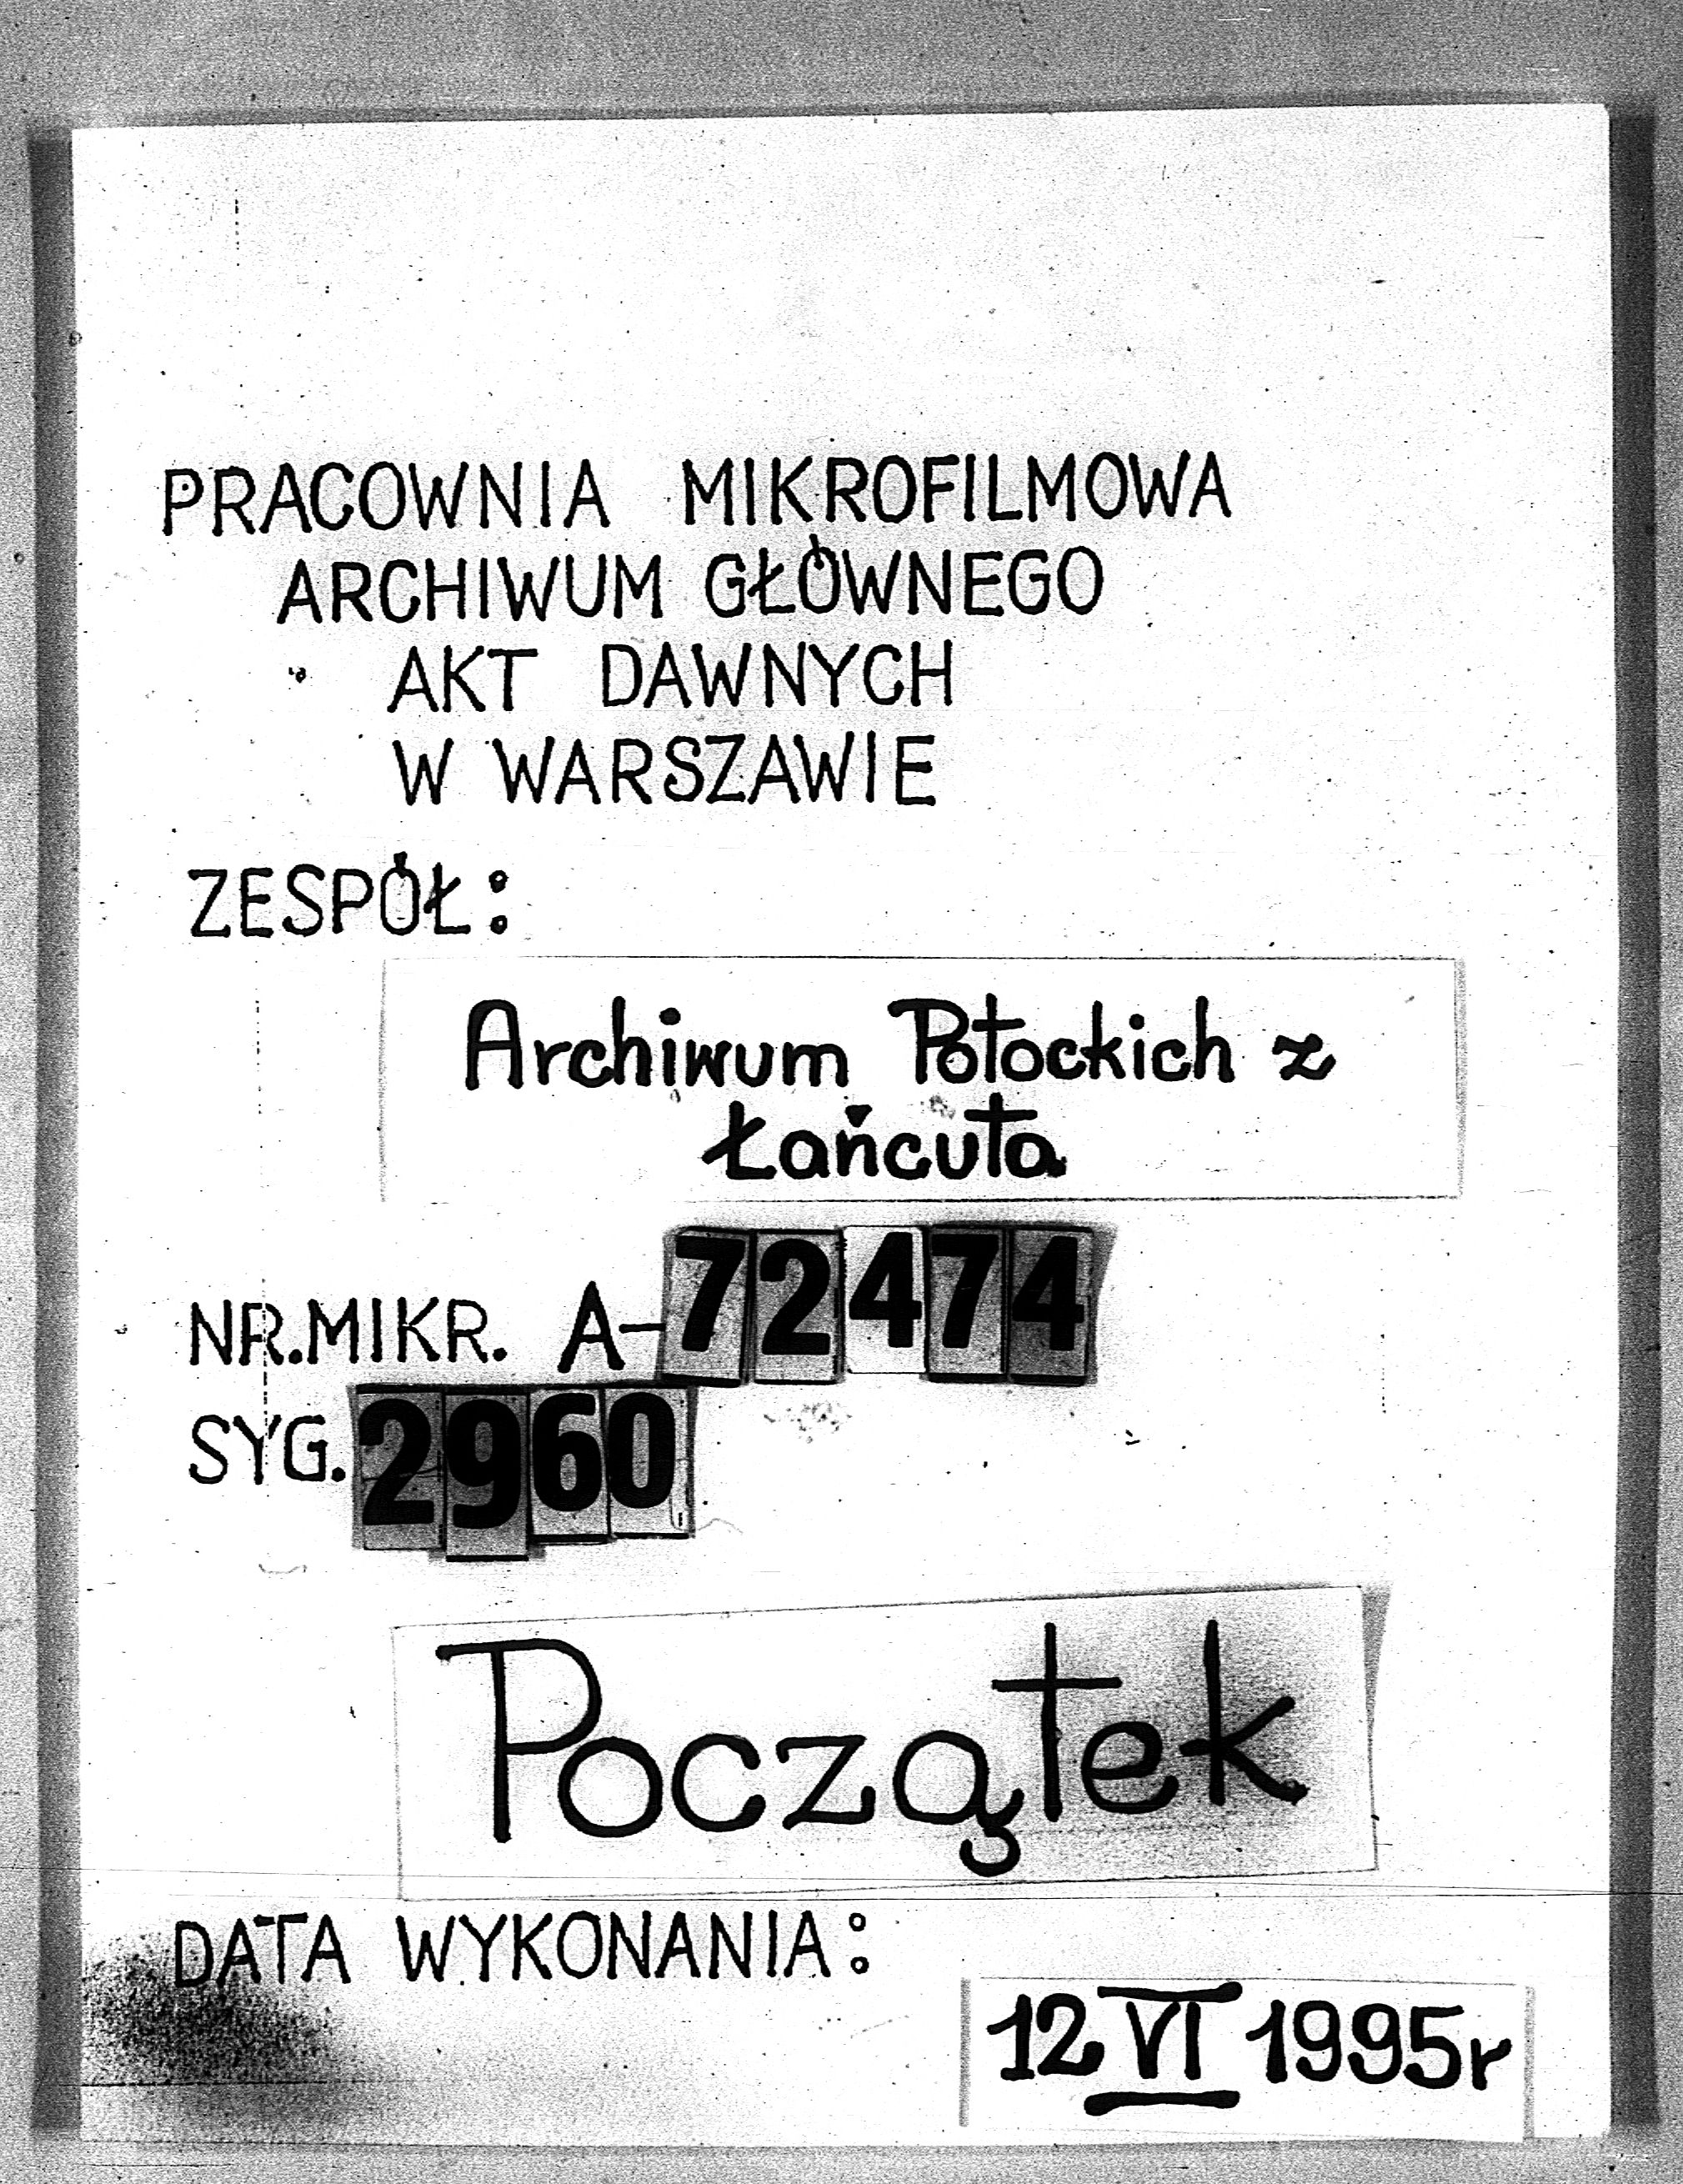 PRACOWNIA MIKROFILMOWA
ARCHIWUM GŁÓWNEGO
AKT DAWNYCH
W WARSZAWIE
ZESPÓŁ:
Archiwum Potockich z
Łańcuta
NR.MIKR. A-72474
SYG. 2960
Początek
DATA WYKONANIA:
12 VI 1995r